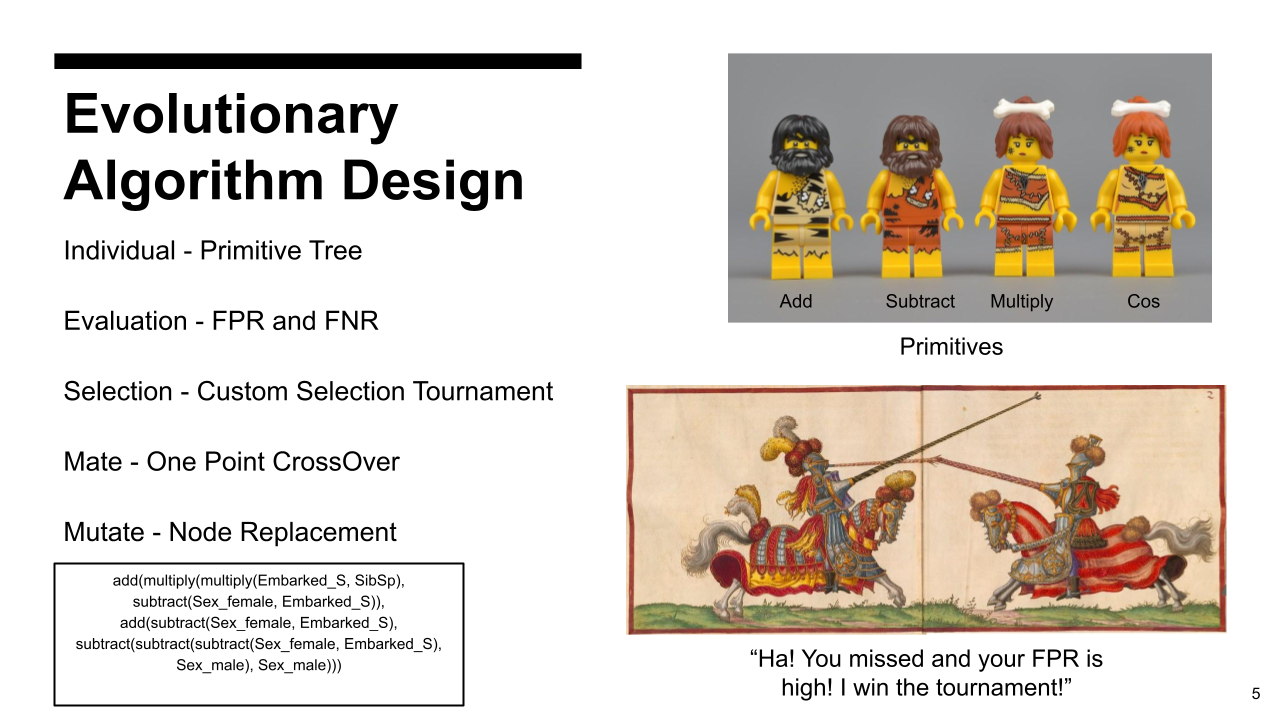 Evolutionary
Algorithm Design
Individual - Primitive Tree
Evaluation - FPR and FNR
Selection - Custom Selection Tournament
Mate - One Point CrossOver
Mutate - Node Replacement
add(multiply(multiply(Embarked_S, SibSp),
subtract(Sex_female, Embarked_S)),
add(subtract(Sex_female, Embarked_S),
subtract(subtract(subtract(Sex_female, Embarked_S),
Sex_male), Sex_male)))
Add Subtract Multiply Cos
Primitives
2
“Ha! You missed and your FPR is
high! I win the tournament!”
5